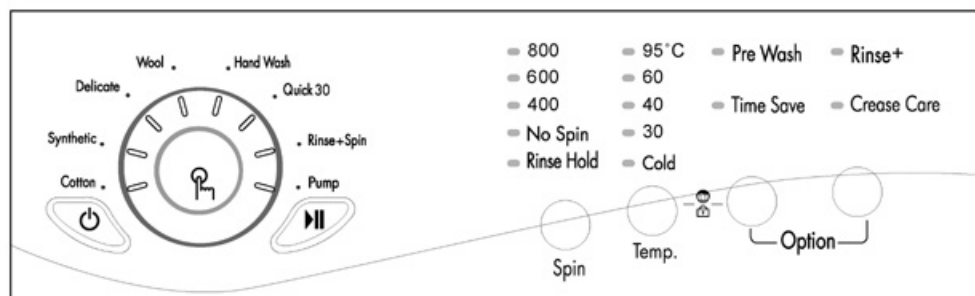 Wool
Hand Wash
Delicate
Quick 30
Synthetic
Rinse+Spin
Cotton
Pump
800
600
400
No Spin
Rinse Hold
Spin
95°C
60
40
30
Cold
Temp.
Pre Wash
Time Save
Rinse+
Crease Care
Option